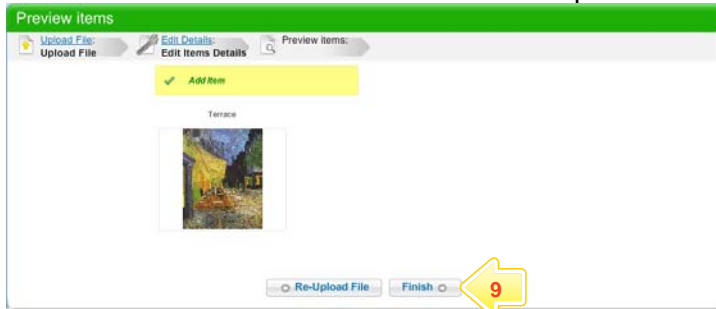 Preview items
Upload File:
Upload File
Edit Details:
Edit Items Details
Preview items:
Add Item
Terrace
Re-Upload File
Finish
9